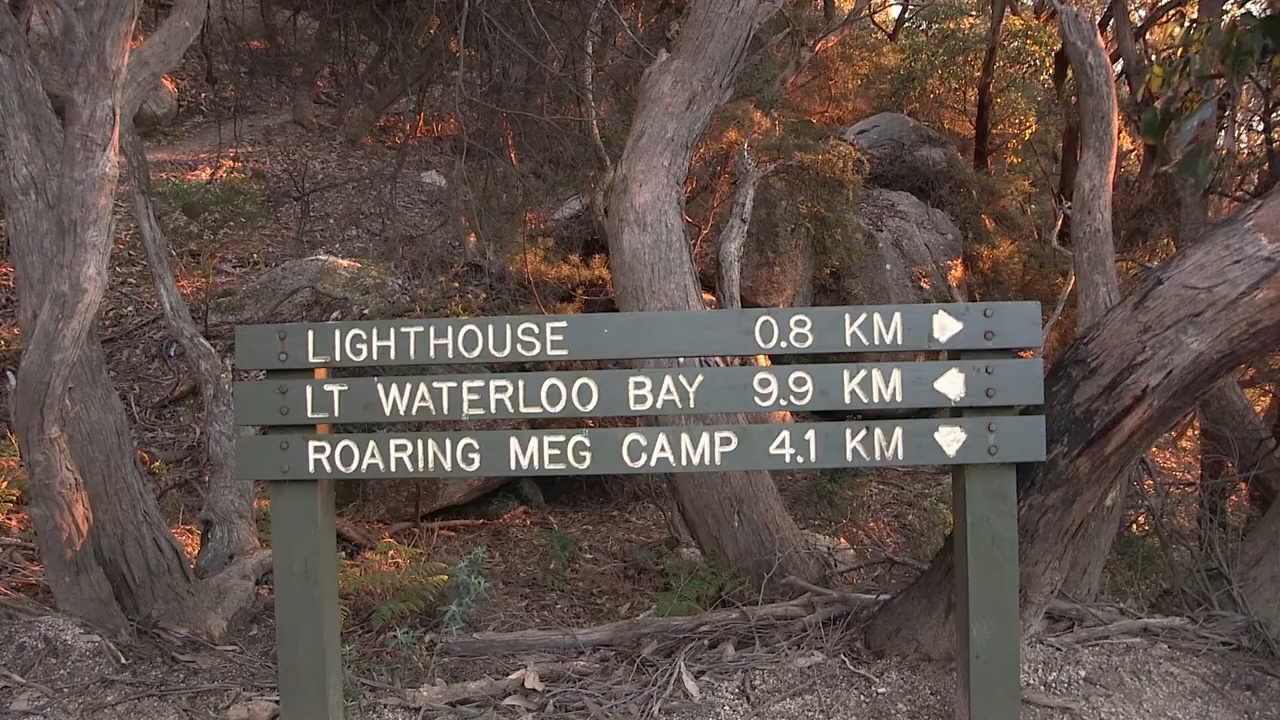 LIGHTHOUSE 0.8 KM
LT WATERLOO BAY 9.9 KM
ROARING MEG CAMP 4.1 KM